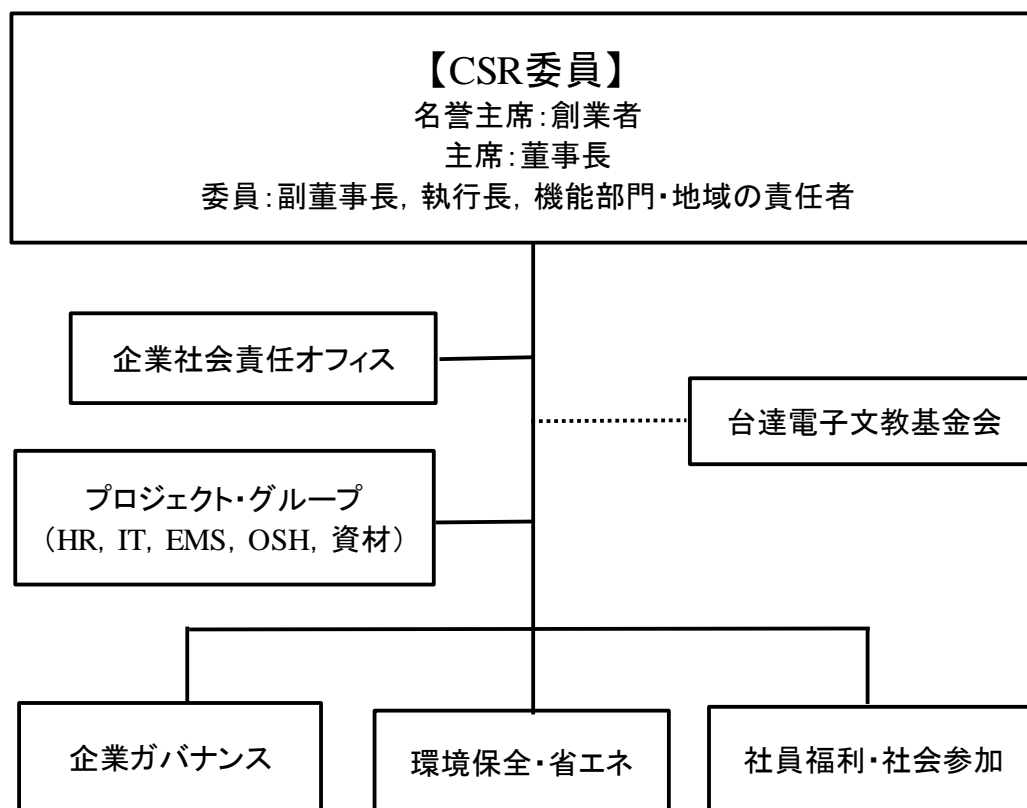 【CSR委員】
名誉主席：創業者
主席：董事長
委員：副董事長，執行長，機能部門・地域の責任者
企業社会責任オフィス
台達電子文教基金会
プロジェクト・グループ
（HR，IT，EMS，OSH，資材）
企業ガバナンス
環境保全・省エネ
社員福利・社会参加